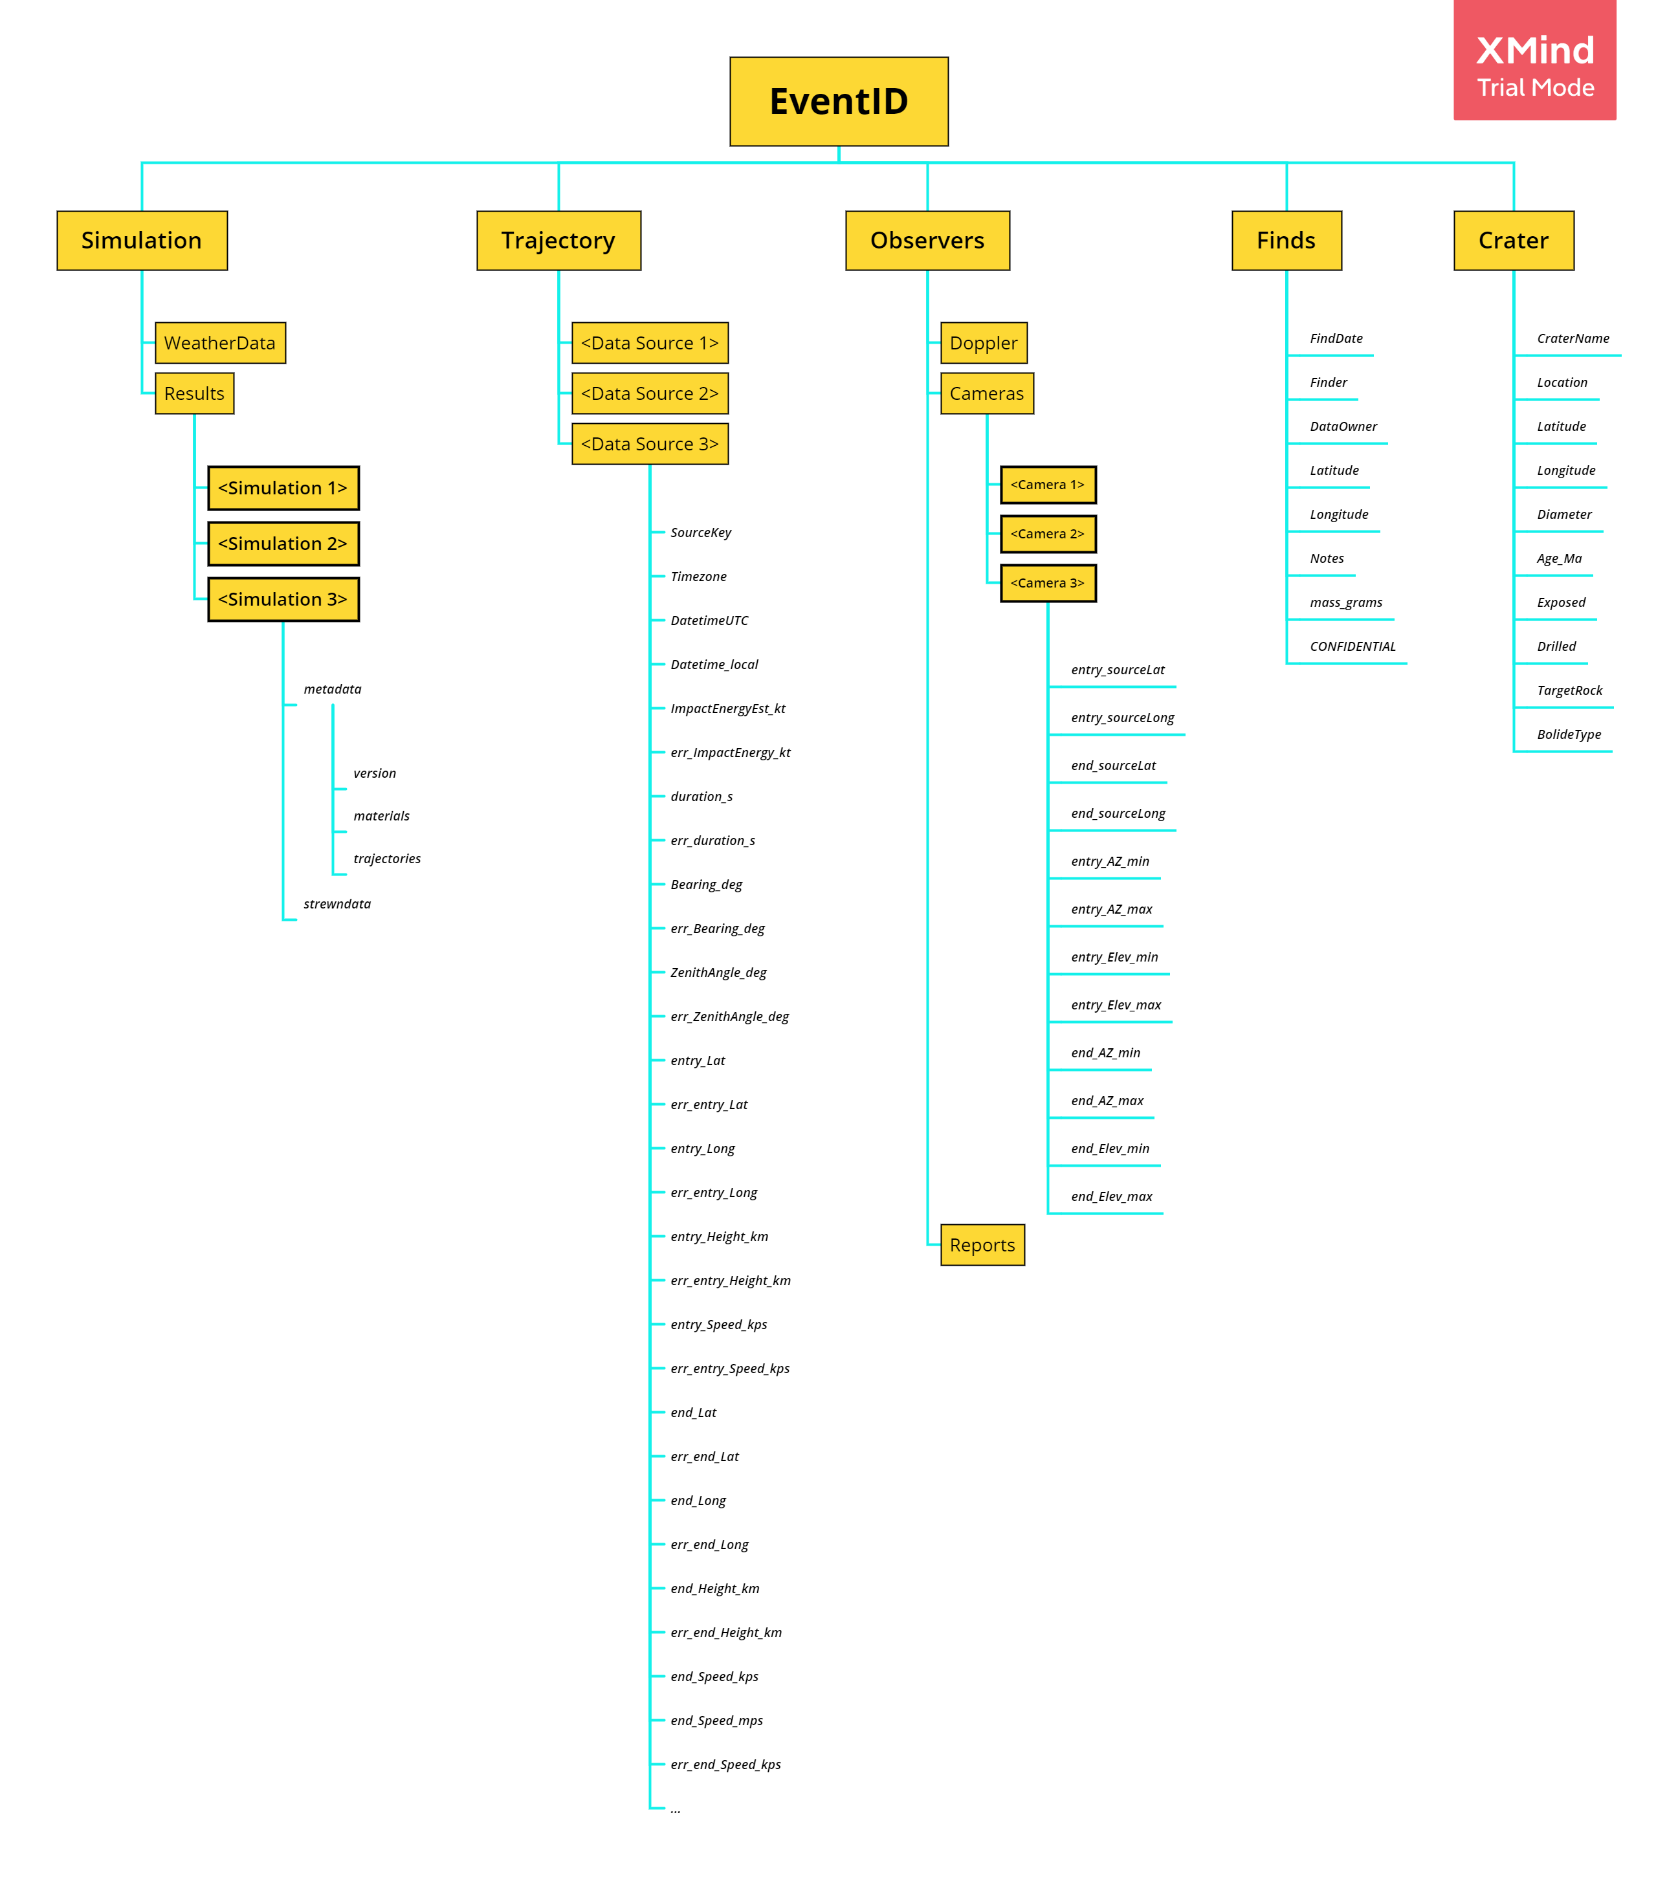 XMind
Trial Mode
EventID
Simulation
WeatherData
Results
<Simulation 1>
<Simulation 2>
<Simulation 3>
metadata
version
materials
trajectories
strewndata
Trajectory
<Data Source 1>
<Data Source 2>
<Data Source 3>
SourceKey
Timezone
DatetimeUTC
Datetime_local
ImpactEnergyEst_kt
err_ImpactEnergy_kt
duration_s
err_duration_s
Bearing_deg
err_Bearing_deg
ZenithAngle_deg
err_ZenithAngle_deg
entry_Lat
err_entry_Lat
entry_Long
err_entry_Long
entry_Height_km
err_entry_Height_km
entry_Speed_kps
err_entry_Speed_kps
end_Lat
err_end_Lat
end_Long
err_end_Long
end_Height_km
err_end_Height_km
end_Speed_kps
end_Speed_mps
err_end_Speed_kps
...
Observers
Doppler
Cameras
<Camera 1>
<Camera 2>
<Camera 3>
entry_sourceLat
entry_sourceLong
end_sourceLat
end_sourceLong
entry_AZ_min
entry_AZ_max
entry_Elev_min
entry_Elev_max
end_AZ_min
end_AZ_max
end_Elev_min
end_Elev_max
Reports
Finds
FindDate
Finder
DataOwner
Latitude
Longitude
Notes
mass_grams
CONFIDENTIAL
Crater
CraterName
Location
Latitude
Longitude
Diameter
Age_Ma
Exposed
Drilled
TargetRock
BolideType